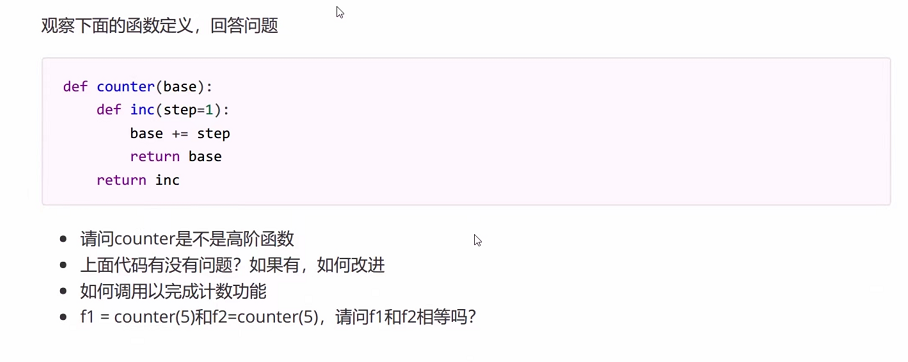 观察下面的函数定义，回答问题
def counter(base):
    def inc(step=1):
        base += step
        return base
    return inc
• 请问counter是不是高阶函数
• 上面代码有没有问题？如果有，如何改进
• 如何调用以完成计数功能
• f1 = counter(5)和f2=counter(5)，请问f1和f2相等吗？